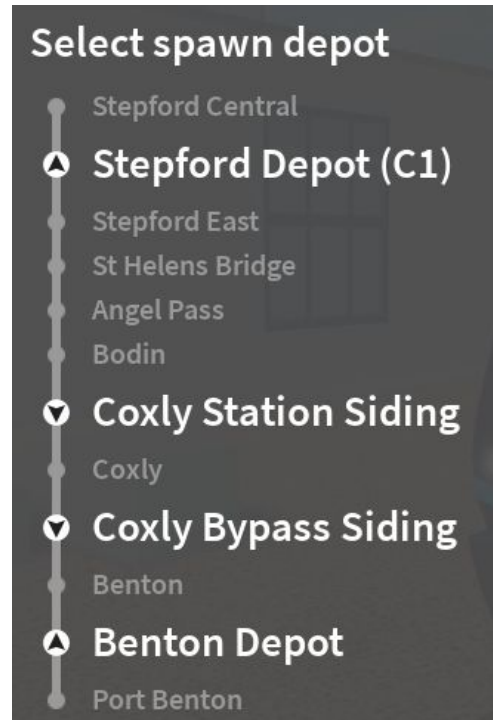 Select spawn depot
Stepford Central
Stepford Depot (C1)
Stepford East
St Helens Bridge
Angel Pass
Bodin
Coxly Station Siding
Coxly
Coxly Bypass Siding
Benton
Benton Depot
Port Benton